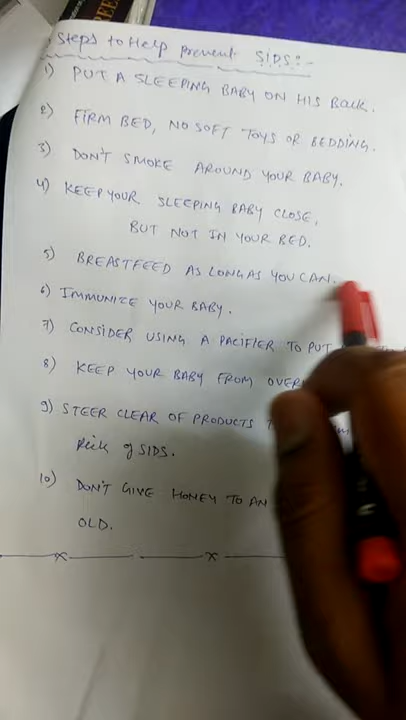 Steps to Help Prevent S.I.D.S:-
1) PUT A SLEEPING BABY ON HIS Back.
2) FIRM BED, NO SOFT TOYS OR BEDDING.
3) DON'T SMOKE AROUND YOUR BABY.
4) KEEP YOUR SLEEPING BABY CLOSE,
BUT NOT IN YOUR BED.
5) BREASTFEED AS LONG AS YOU CAN.
6) IMMUNIZE YOUR BABY.
7) CONSIDER USING A PACIFIER TO PUT
8) KEEP YOUR BABY FROM
9) STEER CLEAR OF PRODUCTS
Risk of SIDS.
10) DON'T GIVE HONEY TO AN
OLD.